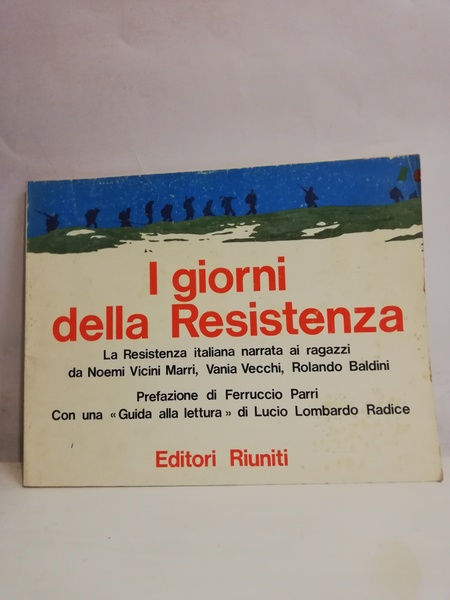 I giorni
della Resistenza
La Resistenza italiana narrata ai ragazzi
da Noemi Vicini Marri, Vania Vecchi, Rolando Baldini
Prefazione di Ferruccio Parri
Con una «Guida alla lettura» di Lucio Lombardo Radice
Editori Riuniti